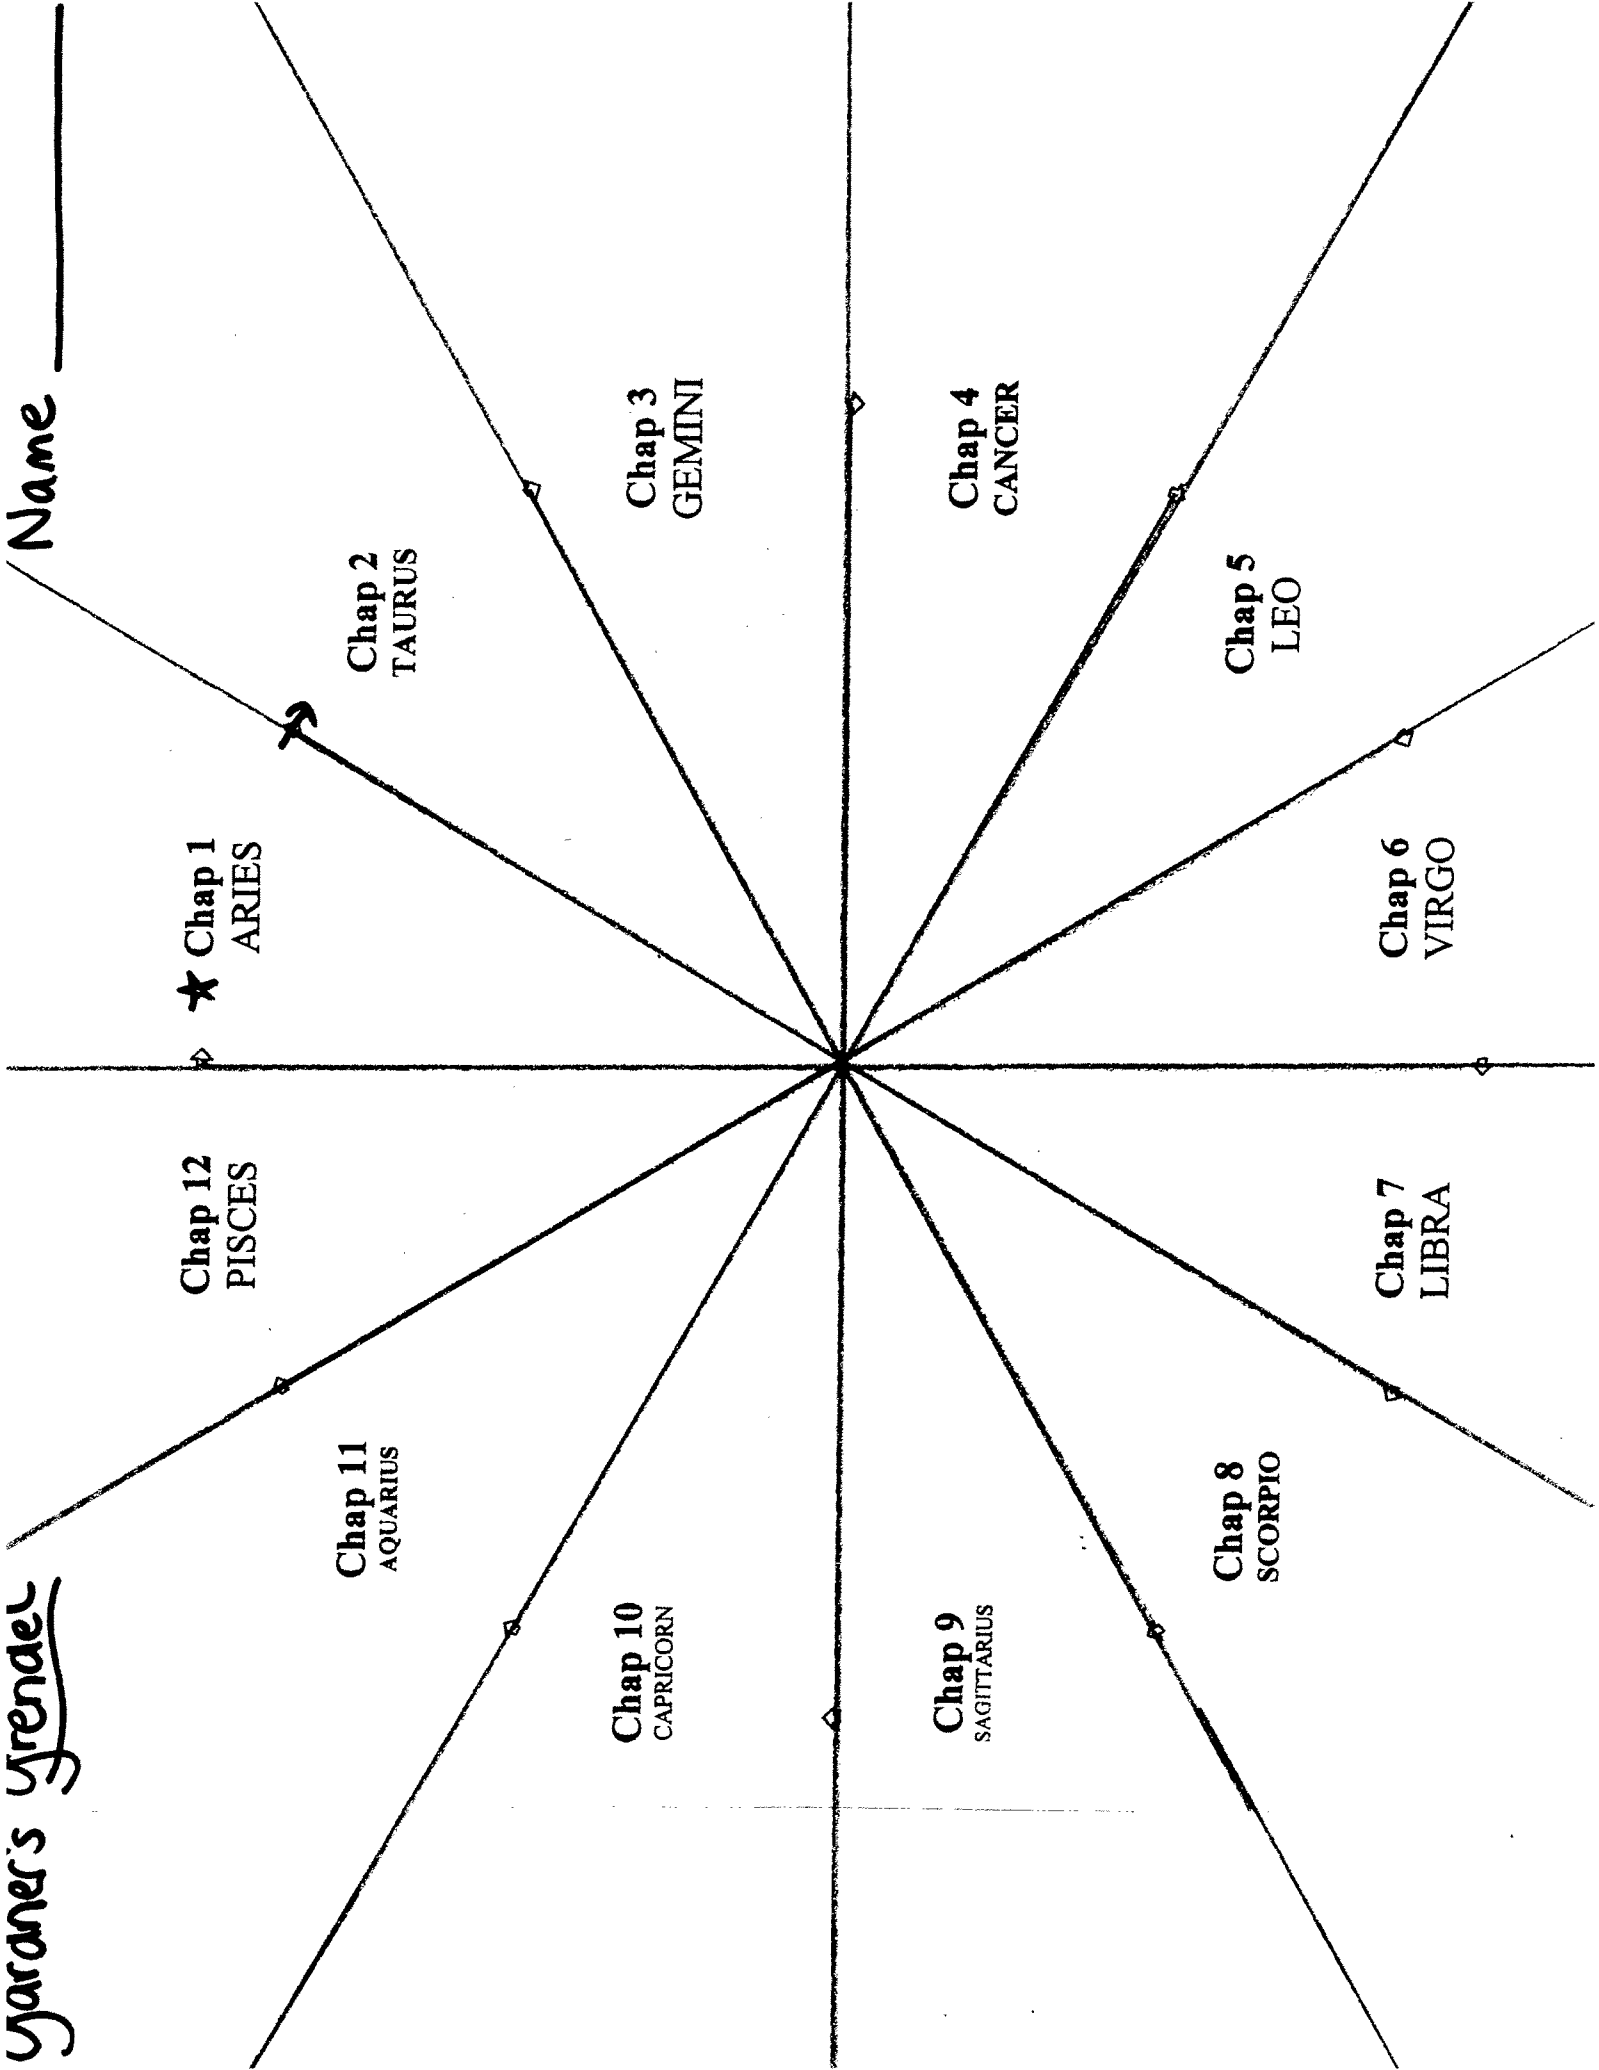 Gardner's Grendel
Name
Chap 1
ARIES
Chap 2
TAURUS
Chap 3
GEMINI
Chap 4
CANCER
Chap 5
LEO
Chap 6
VIRGO
Chap 7
LIBRA
Chap 8
SCORPIO
Chap 9
SAGITTARIUS
Chap 10
CAPRICORN
Chap 11
AQUARIUS
Chap 12
PISCES